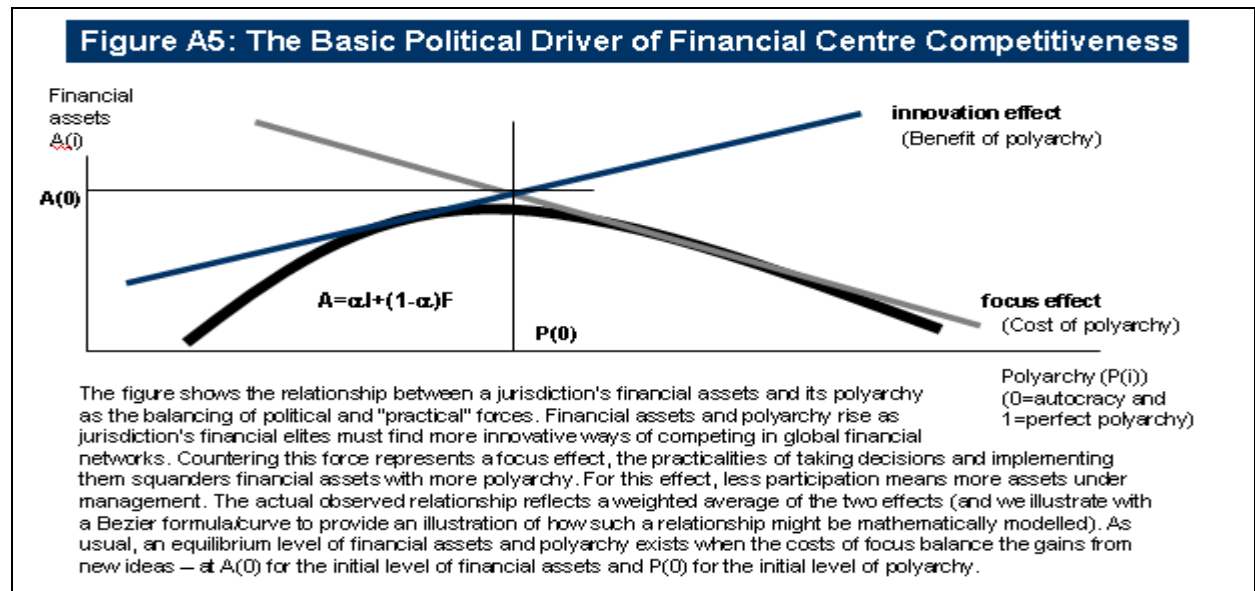 Figure A5: The Basic Political Driver of Financial Centre Competitiveness
Financial
assets
A(i)
innovation effect
(Benefit of polyarchy)
A(0)
A=αI+(1-α)F
P(0)
focus effect
(Cost of polyarchy)
Polyarchy (P(i))
(0=autocracy and
1=perfect polyarchy)
The figure shows the relationship between a jurisdiction's financial assets and its polyarchy
as the balancing of political and "practical" forces. Financial assets and polyarchy rise as
jurisdiction's financial elites must find more innovative ways of competing in global financial
networks. Countering this force represents a focus effect, the practicalities of taking decisions and implementing
them squanders financial assets with more polyarchy. For this effect, less participation means more assets under
management. The actual observed relationship reflects a weighted average of the two effects (and we illustrate with
a Bezier formula/curve to provide an illustration of how such a relationship might be mathematically modelled). As
usual, an equilibrium level of financial assets and polyarchy exists when the costs of focus balance the gains from
new ideas – at A(0) for the initial level of financial assets and P(0) for the initial level of polyarchy.